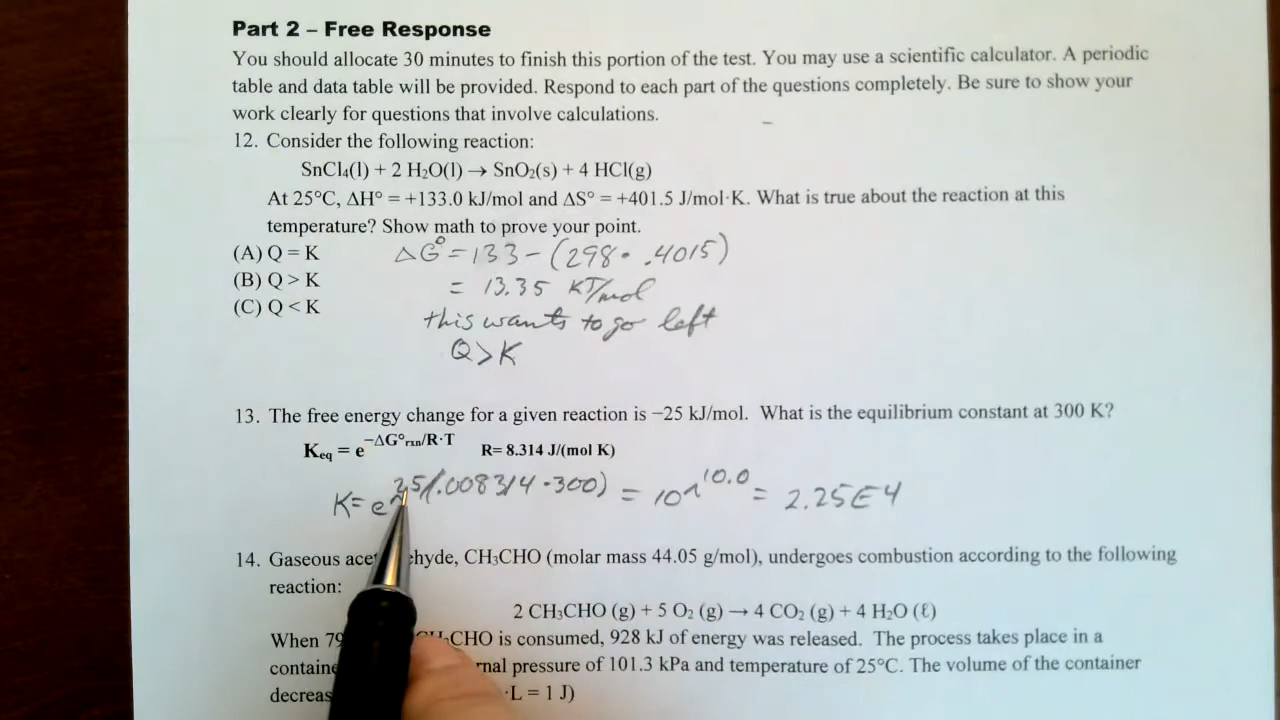 Part 2 – Free Response
You should allocate 30 minutes to finish this portion of the test. You may use a scientific calculator. A periodic
table and data table will be provided. Respond to each part of the questions completely. Be sure to show your
work clearly for questions that involve calculations.
12. Consider the following reaction:
SnCl₄(l) + 2 H₂O(l) → SnO₂(s) + 4 HCl(g)
At 25°C, ΔH° = +133.0 kJ/mol and ΔS° = +401.5 J/mol·K. What is true about the reaction at this
temperature? Show math to prove your point.
(A) Q = K
ΔG° = 133 - (298 · .4015)
(B) Q > K
= 13.35 KJ/mol
(C) Q < K
this wants to go left
Q > K
13. The free energy change for a given reaction is −25 kJ/mol. What is the equilibrium constant at 300 K?
Keq = e^−ΔG°rxn/R·T R= 8.314 J/(mol K)
K = e^25/(.008314 · 300) = 10^10.0 = 2.25E4
14. Gaseous ace hyde, CH₃CHO (molar mass 44.05 g/mol), undergoes combustion according to the following
reaction:
2 CH₃CHO (g) + 5 O₂ (g) → 4 CO₂ (g) + 4 H₂O (ℓ)
When 79 CH₃CHO is consumed, 928 kJ of energy was released. The process takes place in a
containe rnal pressure of 101.3 kPa and temperature of 25°C. The volume of the container
decreas ·L = 1 J)